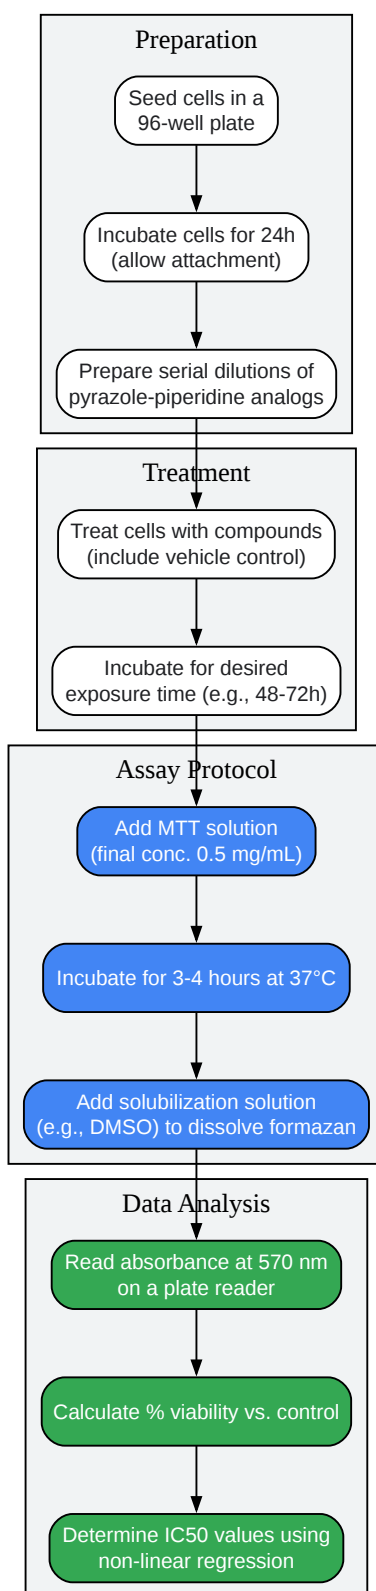 Preparation
Seed cells in a
96-well plate
Incubate cells for 24h
(allow attachment)
Prepare serial dilutions of
pyrazole-piperidine analogs
Treatment
Treat cells with compounds
(include vehicle control)
Incubate for desired
exposure time (e.g., 48-72h)
Assay Protocol
Add MTT solution
(final conc. 0.5 mg/mL)
Incubate for 3-4 hours at 37°C
Add solubilization solution
(e.g., DMSO) to dissolve formazan
Data Analysis
Read absorbance at 570 nm
on a plate reader
Calculate % viability vs. control
Determine IC50 values using
non-linear regression